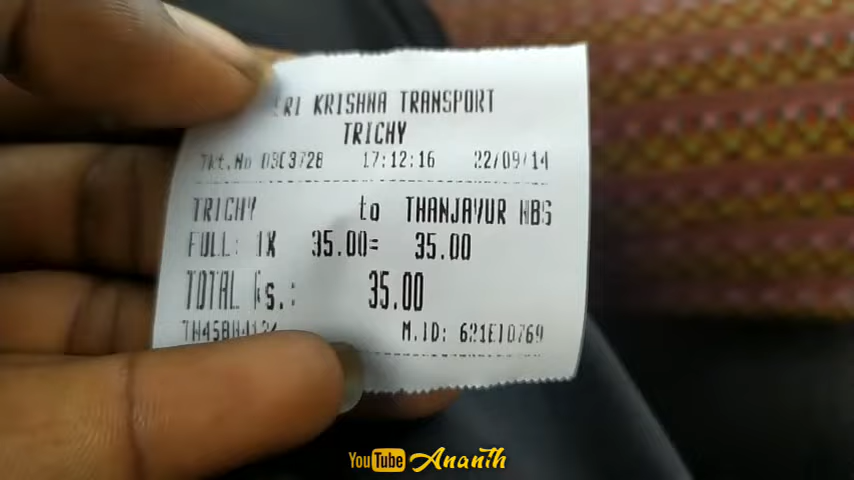 KRISHNA TRANSPORT
TRICHY
Tkt.No 17:12:16 22/09/14
TRICHY to THANJAVUR NBS
FULL: 1X 35.00= 35.00
TOTAL Rs.: 35.00
M.ID: 621E10769
YouTube Ananth